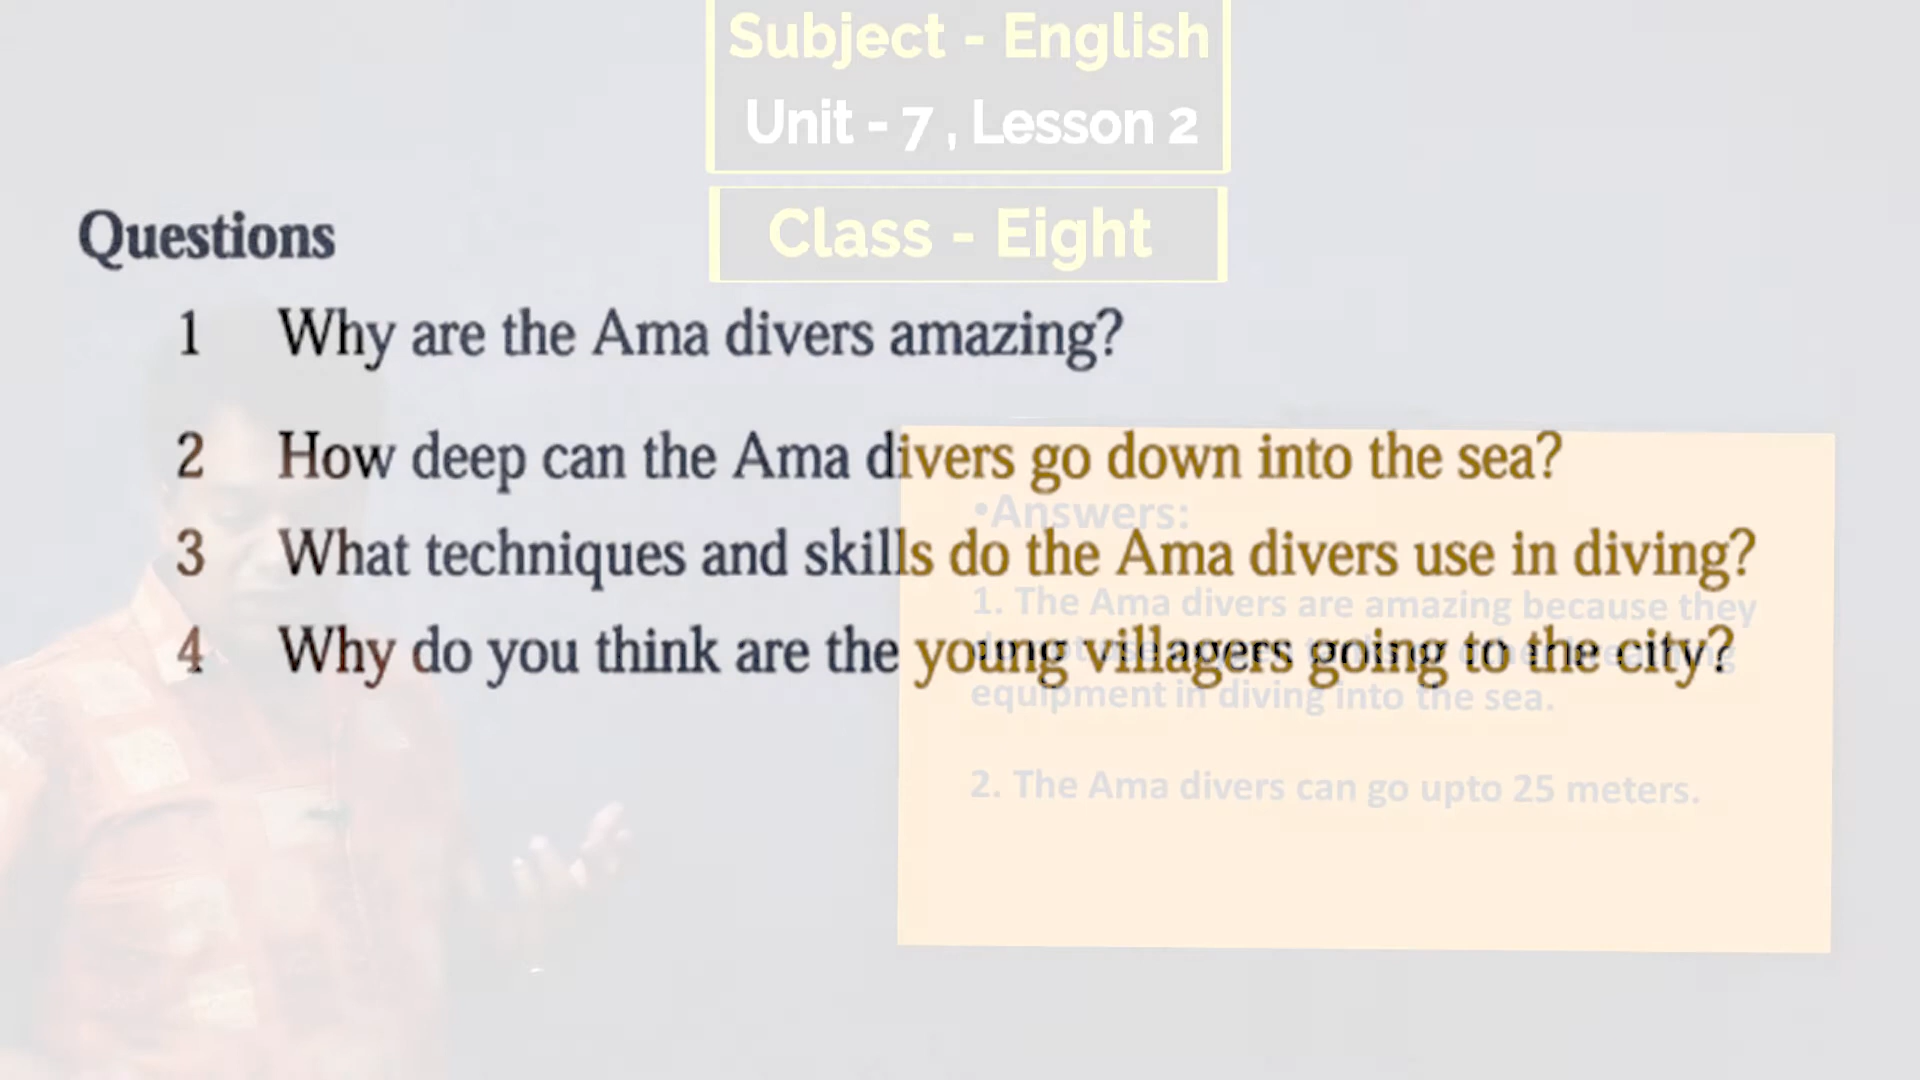 Subject - English
Unit - 7 , Lesson 2
Class - Eight
Questions
1 Why are the Ama divers amazing?
2 How deep can the Ama divers go down into the sea?
3 What techniques and skills do the Ama divers use in diving?
4 Why do you think are the young villagers going to the city?
•Answers:
1. The Ama divers are amazing because they
equipment in diving into the sea.
2. The Ama divers can go upto 25 meters.